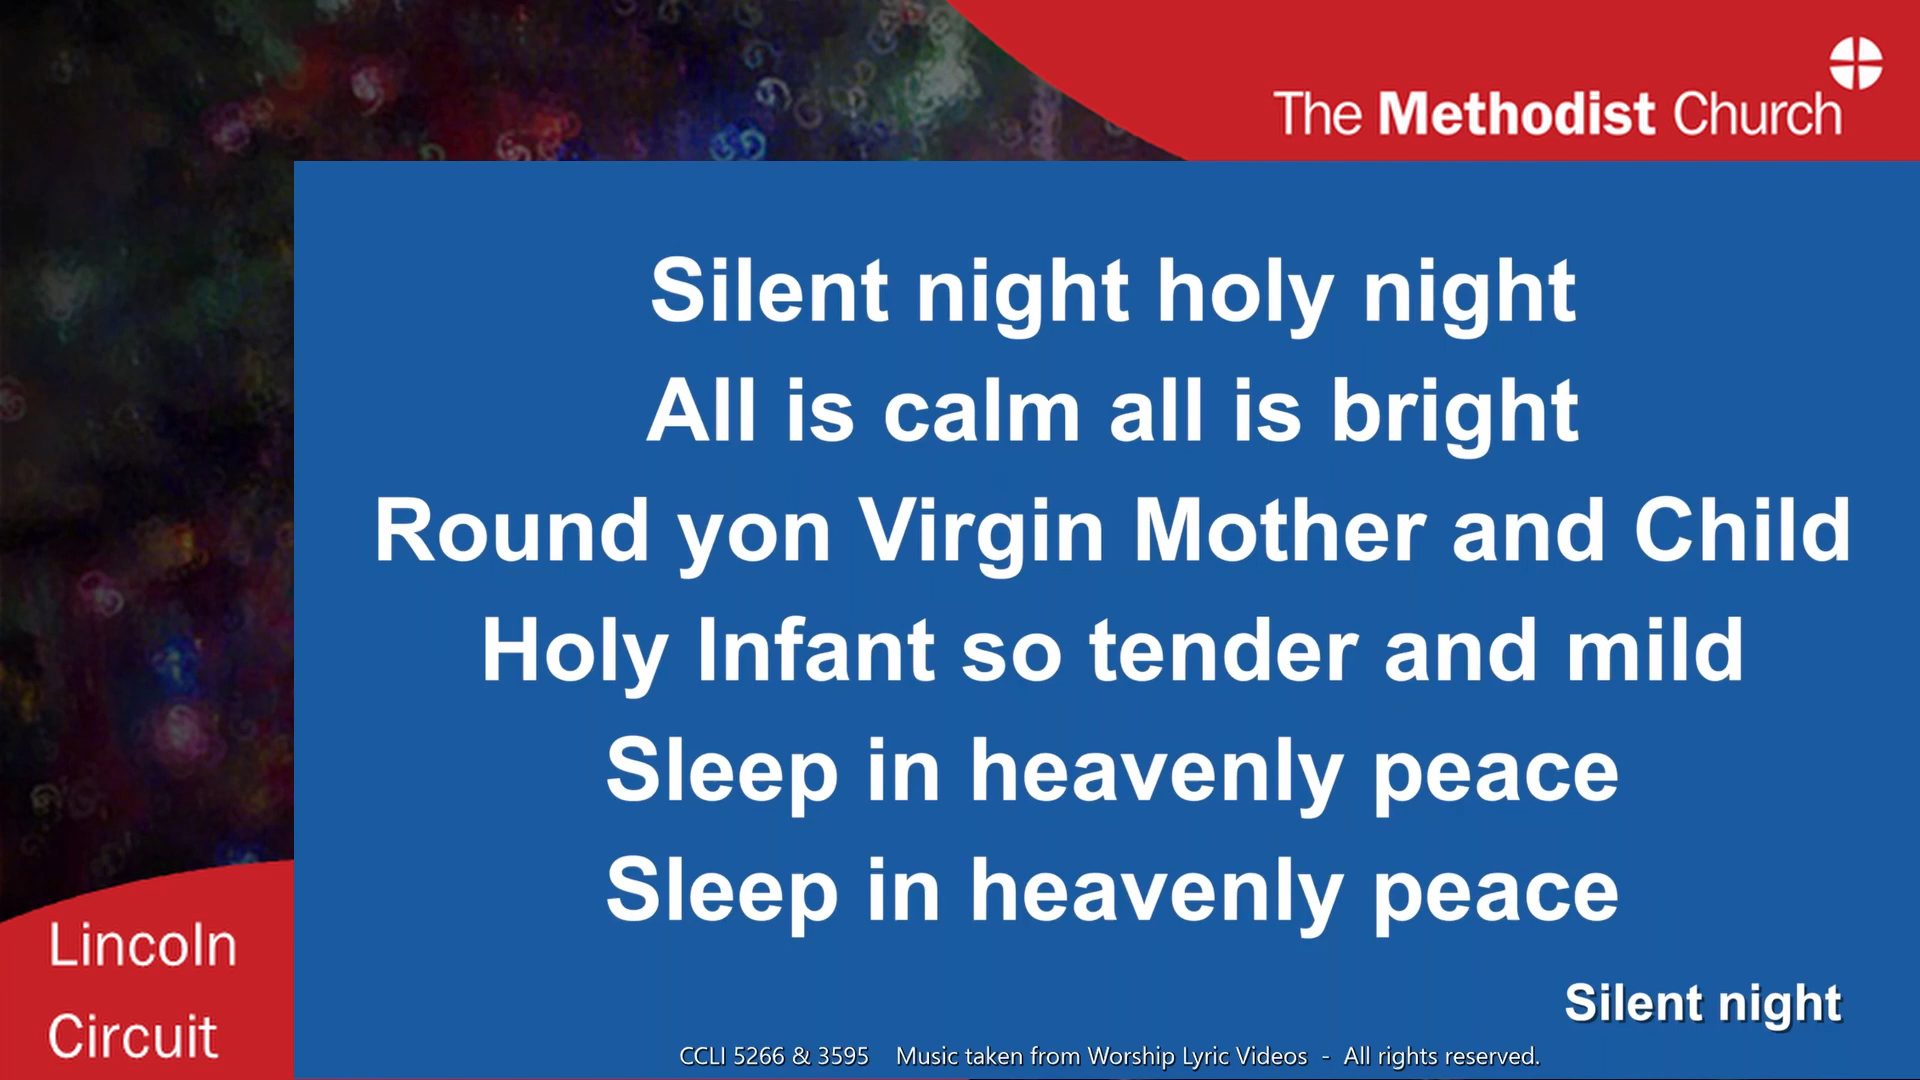 The Methodist Church
Silent night holy night
All is calm all is bright
Round yon Virgin Mother and Child
Holy Infant so tender and mild
Sleep in heavenly peace
Sleep in heavenly peace
Silent night
Lincoln
Circuit
CCLI 5266 & 3595    Music taken from Worship Lyric Videos  -  All rights reserved.